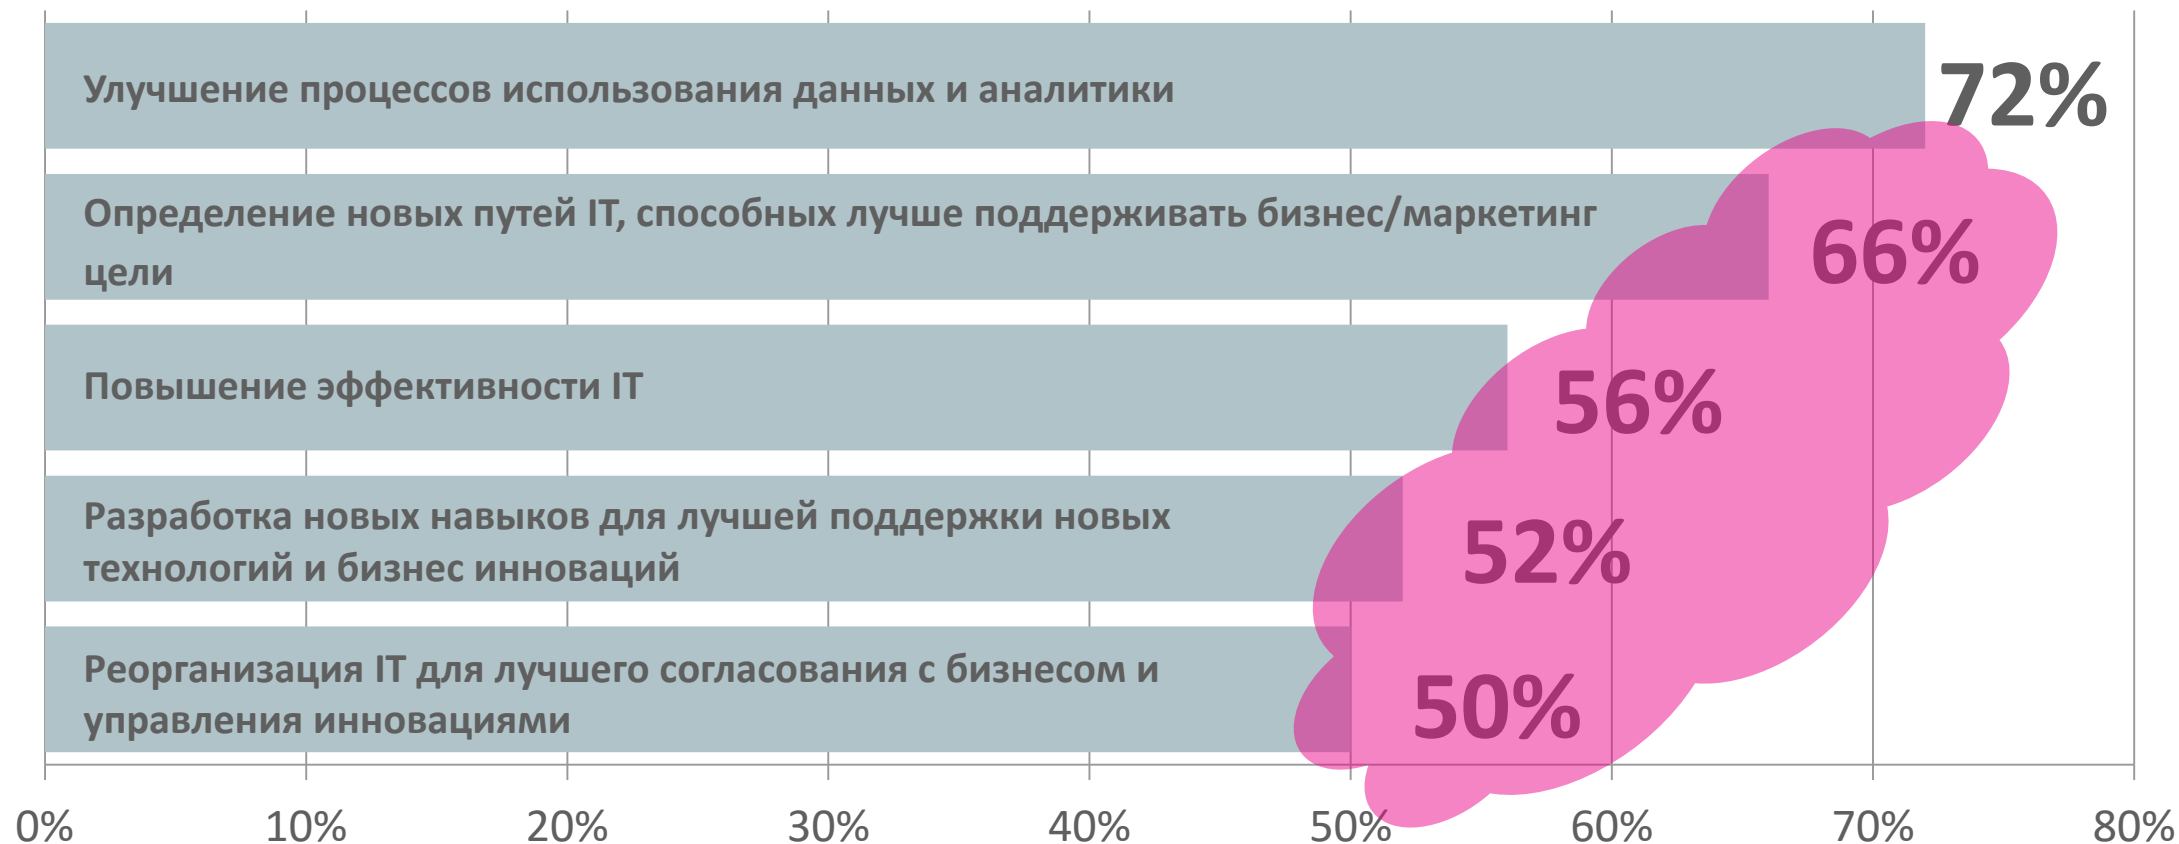 Улучшение процессов использования данных и аналитики
72%
Определение новых путей IT, способных лучше поддерживать бизнес/маркетинг
цели
66%
Повышение эффективности IT
56%
Разработка новых навыков для лучшей поддержки новых
технологий и бизнес инноваций
52%
Реорганизация IT для лучшего согласования с бизнесом и
управления инновациями
50%
0% 10% 20% 30% 40% 50% 60% 70% 80%